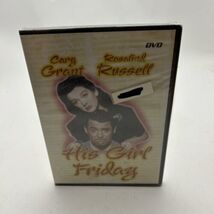 DVD
Cary Rosalind
Grant Russell
His Girl
Friday